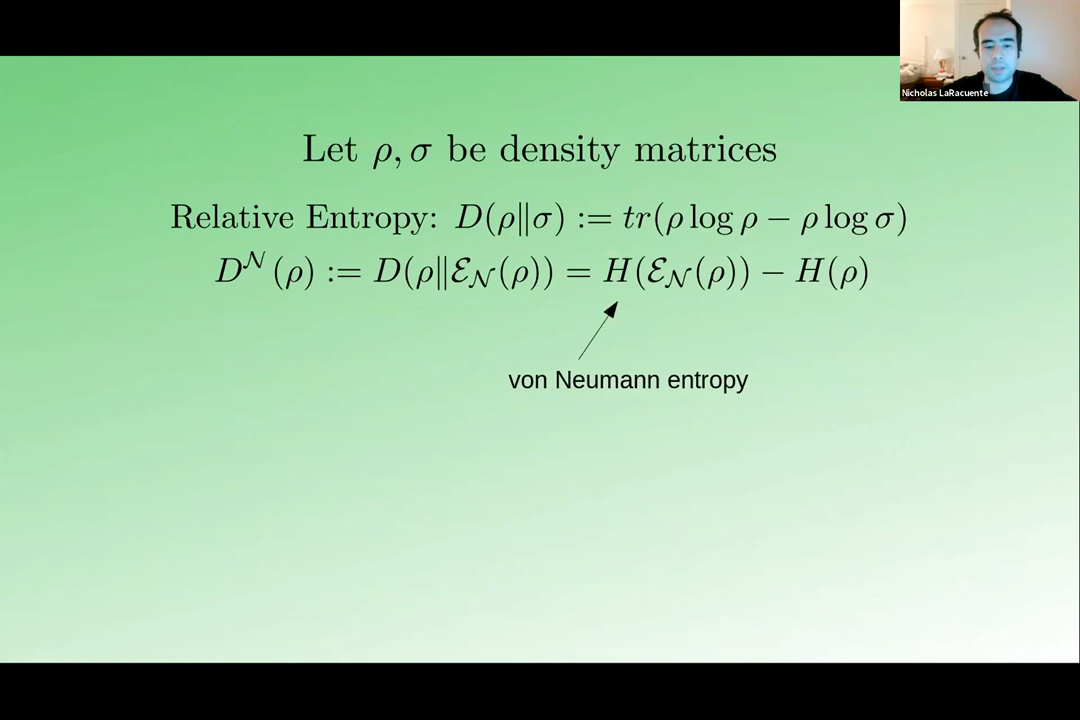 Nicholas LaRacuente
Let ρ, σ be density matrices
Relative Entropy: D(ρ‖σ) := tr(ρ log ρ − ρ log σ)
D^𝒩 (ρ) := D(ρ‖ℰ_𝒩(ρ)) = H(ℰ_𝒩(ρ)) − H(ρ)
von Neumann entropy